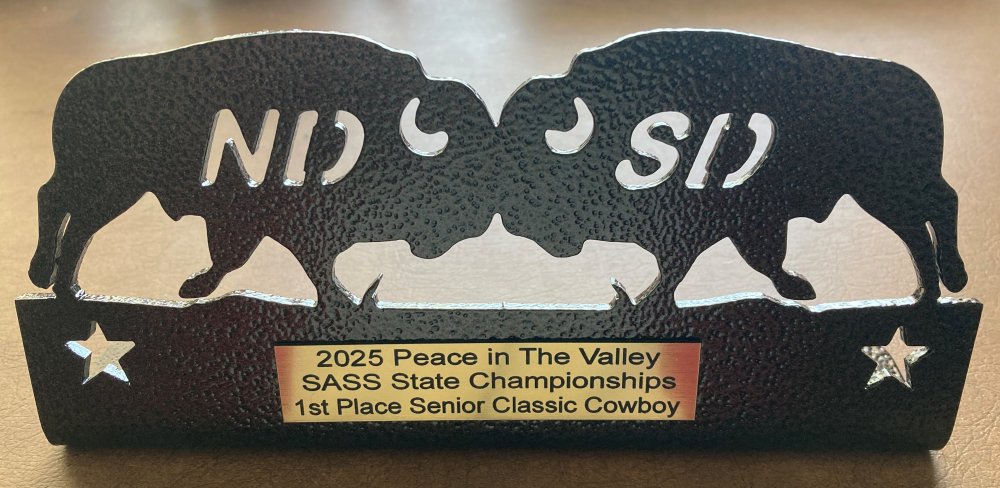 ND SD
2025 Peace in The Valley
SASS State Championships
1st Place Senior Classic Cowboy